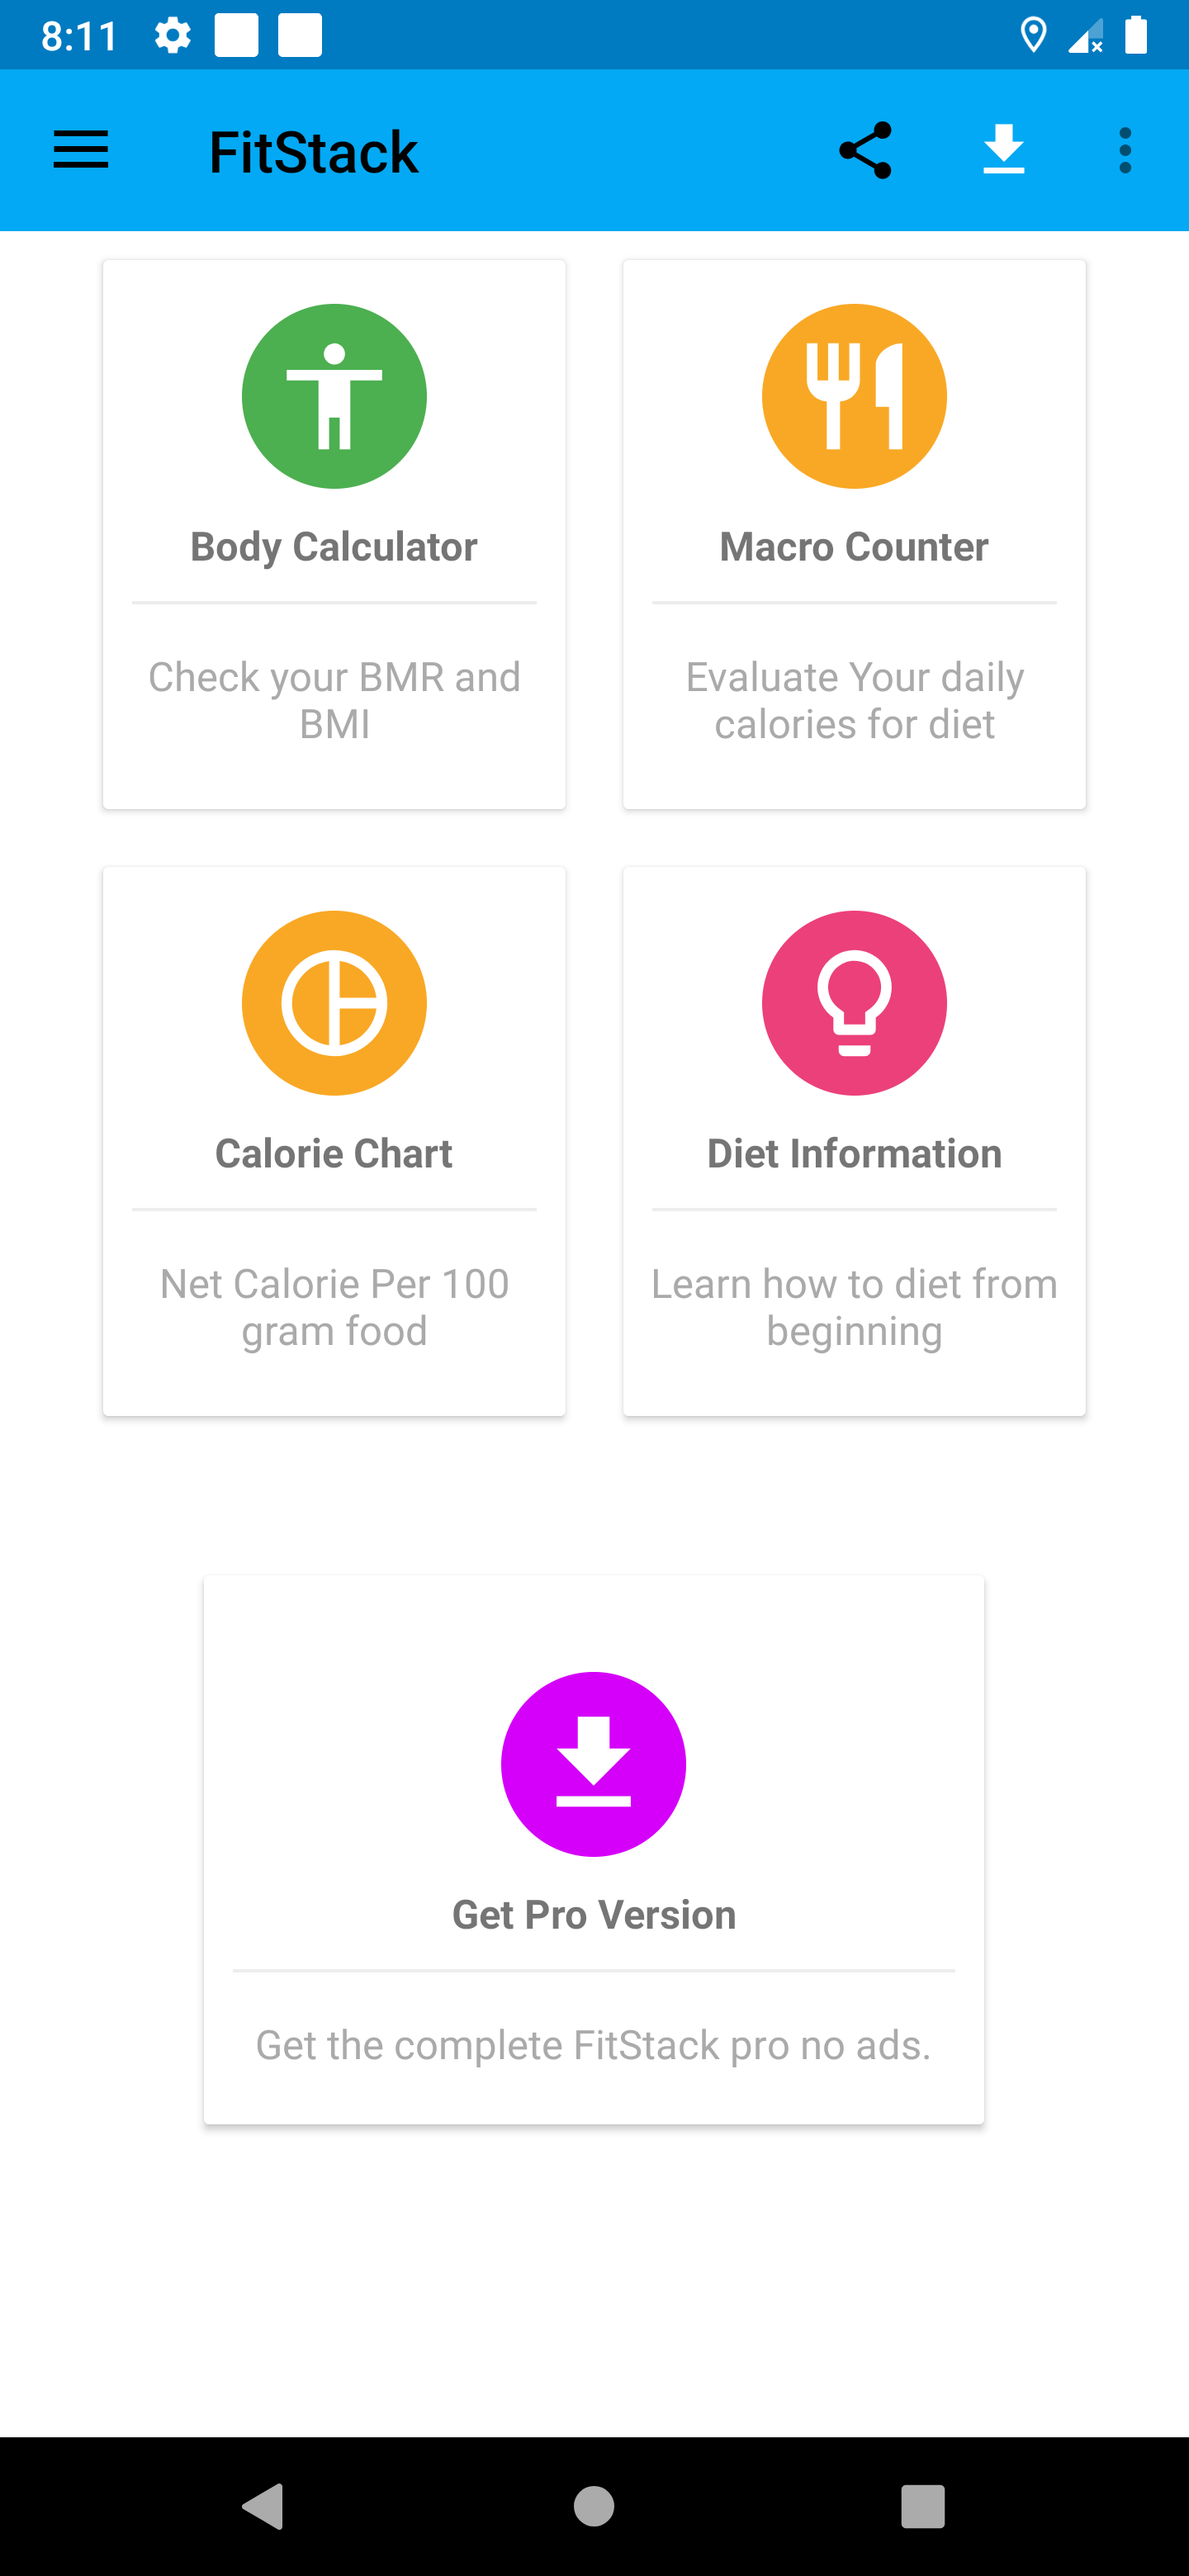 8:11
FitStack
Body Calculator
Check your BMR and
BMI
Macro Counter
Evaluate Your daily
calories for diet
Calorie Chart
Net Calorie Per 100
gram food
Diet Information
Learn how to diet from
beginning
Get Pro Version
Get the complete FitStack pro no ads.